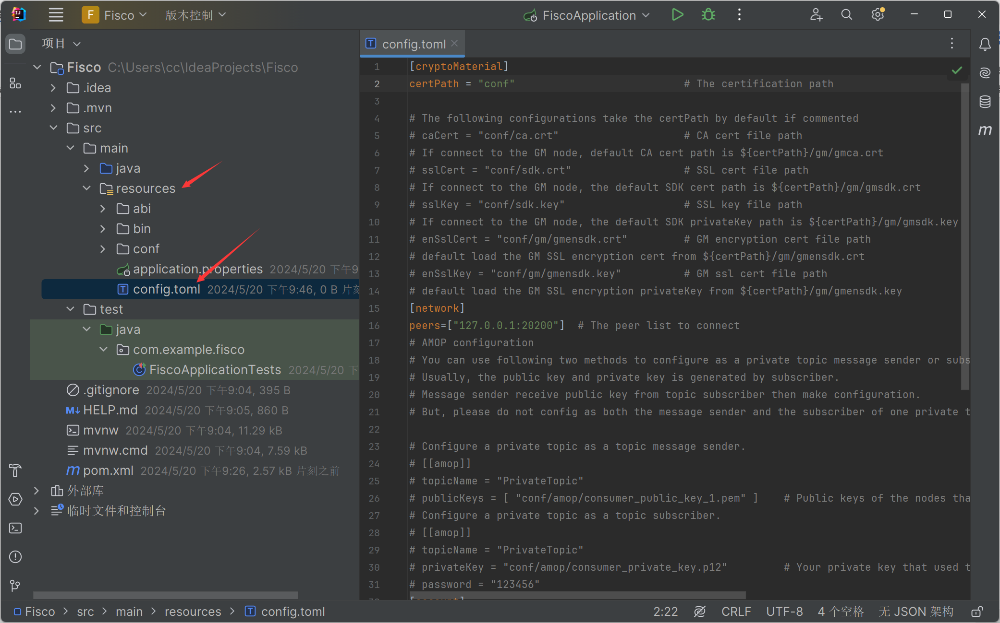 F Fisco 版本控制 FiscoApplication
项目
config.toml
Fisco C:\Users\cc\IdeaProjects\Fisco
.idea
.mvn
src
main
java
resources
abi
bin
conf
application.properties 2024/5/20 下午9
config.toml 2024/5/20 下午9:46, 0 B 片刻
test
java
com.example.fisco
FiscoApplicationTests 2024/5/20 下
.gitignore 2024/5/20 下午9:04, 395 B
HELP.md 2024/5/20 下午9:05, 860 B
mvnw 2024/5/20 下午9:04, 11.29 kB
mvnw.cmd 2024/5/20 下午9:04, 7.59 kB
pom.xml 2024/5/20 下午9:26, 2.57 kB 片刻之前
外部库
临时文件和控制台
1 [cryptoMaterial]
2 certPath = "conf" # The certification path
3
4 # The following configurations take the certPath by default if commented
5 # caCert = "conf/ca.crt" # CA cert file path
6 # If connect to the GM node, default CA cert path is ${certPath}/gm/gmca.crt
7 # sslCert = "conf/sdk.crt" # SSL cert file path
8 # If connect to the GM node, the default SDK cert path is ${certPath}/gm/gmsdk.crt
9 # sslKey = "conf/sdk.key" # SSL key file path
10 # If connect to the GM node, the default SDK privateKey path is ${certPath}/gm/gmsdk.key
11 # enSslCert = "conf/gm/gmensdk.crt" # GM encryption cert file path
12 # default load the GM SSL encryption cert from ${certPath}/gm/gmensdk.crt
13 # enSslKey = "conf/gm/gmensdk.key" # GM ssl cert file path
14 # default load the GM SSL encryption privateKey from ${certPath}/gm/gmensdk.key
15 [network]
16 peers=["127.0.0.1:20200"] # The peer list to connect
17 # AMOP configuration
18 # You can use following two methods to configure as a private topic message sender or subs
19 # Usually, the public key and private key is generated by subscriber.
20 # Message sender receive public key from topic subscriber then make configuration.
21 # But, please do not config as both the message sender and the subscriber of one private t
22
23 # Configure a private topic as a topic message sender.
24 # [[amop]]
25 # topicName = "PrivateTopic"
26 # publicKeys = [ "conf/amop/consumer_public_key_1.pem" ] # Public keys of the nodes tha
27 # Configure a private topic as a topic subscriber.
28 # [[amop]]
29 # topicName = "PrivateTopic"
30 # privateKey = "conf/amop/consumer_private_key.p12" # Your private key that used t
31 # password = "123456"
Fisco > src > main > resources > config.toml 2:22 CRLF UTF-8 4 个空格 无 JSON 架构